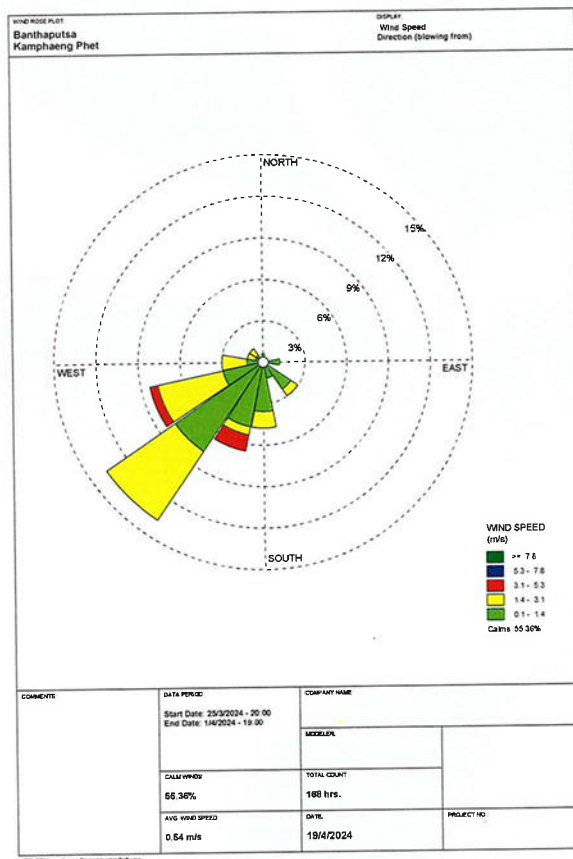 WIND ROSE PLOT
Banthaputsa
Kamphaeng Phet
DISPLAY
Wind Speed
Direction (blowing from)
NORTH
15%
12%
9%
6%
3%
WEST
EAST
SOUTH
WIND SPEED
(m/s)
>= 7.6
5.3 - 7.6
3.1 - 5.3
1.4 - 3.1
0.1 - 1.4
Calms 55.36%
COMMENTS
DATA PERIOD
Start Date: 25/3/2024 - 20:00
End Date: 1/4/2024 - 19:00
COMPANY NAME
MODELER
CALM WINDS
55.36%
TOTAL COUNT
168 hrs.
AVG. WIND SPEED
0.64 m/s
DATE
19/4/2024
PROJECT NO.